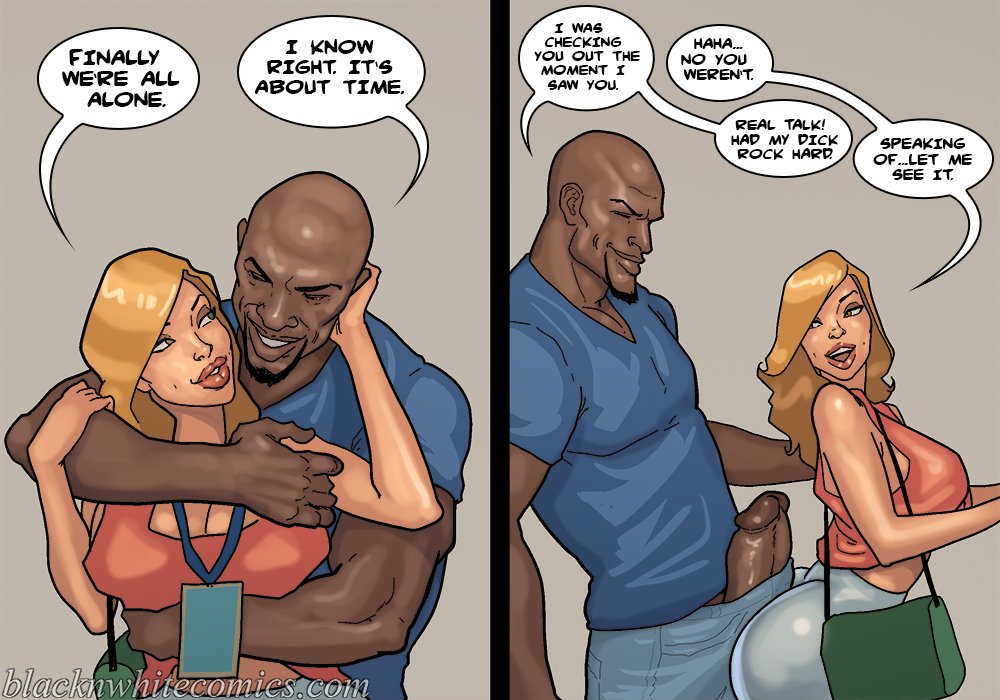 FINALLY
WE'RE ALL
ALONE.
I KNOW
RIGHT. IT'S
ABOUT TIME.
I WAS
CHECKING
YOU OUT THE
MOMENT I
SAW YOU.
HAHA...
NO YOU
WEREN'T.
REAL TALK!
HAD MY DICK
ROCK HARD.
SPEAKING
OF...LET ME
SEE IT.
blacknwhitecomics.com